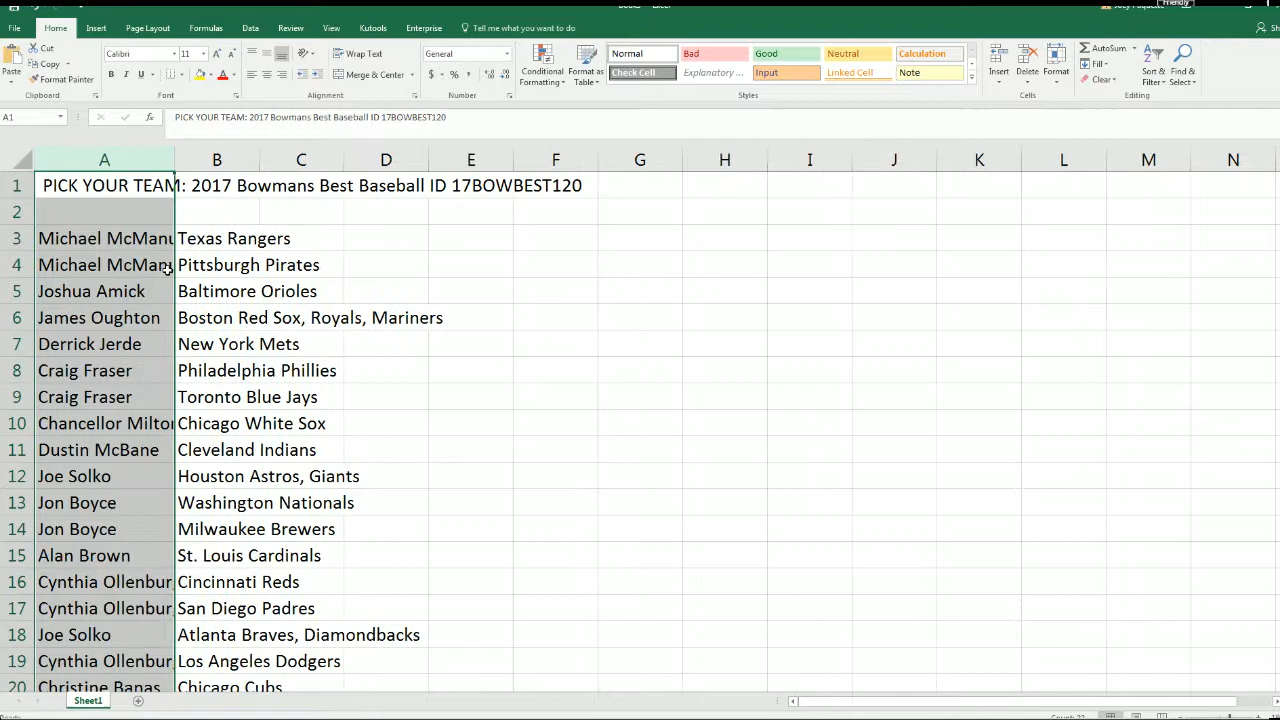 Friendly
File Home Insert Page Layout Formulas Data Review View Kutools Enterprise Tell me what you want to do
Cut
Copy
Format Painter
Paste
Clipboard
Calibri 11
B I U
Font
Wrap Text
Merge & Center
Alignment
General
$ % ,
Number
Conditional Formatting
Format as Table
Normal Bad Good Neutral Calculation
Check Cell Explanatory ... Input Linked Cell Note
Styles
Insert Delete Format
Cells
AutoSum
Fill
Clear
Sort & Filter
Find & Select
Editing
A1 fx PICK YOUR TEAM: 2017 Bowmans Best Baseball ID 17BOWBEST120
A B C D E F G H I J K L M N
1 PICK YOUR TEAM: 2017 Bowmans Best Baseball ID 17BOWBEST120
2
3 Michael McManu Texas Rangers
4 Michael McManu Pittsburgh Pirates
5 Joshua Amick Baltimore Orioles
6 James Oughton Boston Red Sox, Royals, Mariners
7 Derrick Jerde New York Mets
8 Craig Fraser Philadelphia Phillies
9 Craig Fraser Toronto Blue Jays
10 Chancellor Milton Chicago White Sox
11 Dustin McBane Cleveland Indians
12 Joe Solko Houston Astros, Giants
13 Jon Boyce Washington Nationals
14 Jon Boyce Milwaukee Brewers
15 Alan Brown St. Louis Cardinals
16 Cynthia Ollenbur Cincinnati Reds
17 Cynthia Ollenbur San Diego Padres
18 Joe Solko Atlanta Braves, Diamondbacks
19 Cynthia Ollenbur Los Angeles Dodgers
20 Christine Banas Chicago Cubs
Sheet1